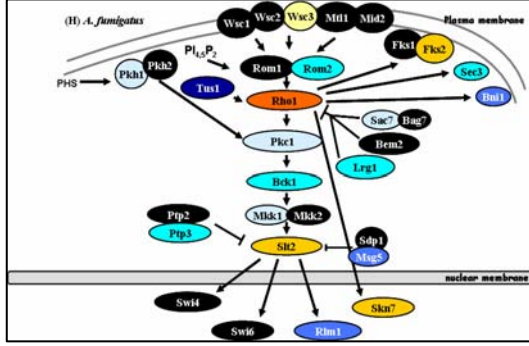 (H) A. fumigatus
Wsc1 Wsc2 Wsc3 Mtl1 Mid2
Plasma membrane
PI4,5P2
Fks1 Fks2
Pkh1 Pkh2
Rom1 Rom2
Sec3
PHS
Tus1
Rho1
Bni1
Sac7 Bag7
Pkc1
Bem2
Lrg1
Bck1
Ptp2
Mkk1 Mkk2
Ptp3
Sdp1
Slt2
Msg5
nuclear membrane
Swi4
Skn7
Swi6
Rlm1